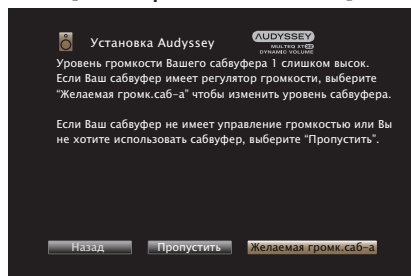 Установка Audyssey
AUDYSSEY
MULTEQ XT32
DYNAMIC VOLUME
Уровень громкости Вашего сабвуфера 1 слишком высок.
Если Ваш сабвуфер имеет регулятор громкости, выберите
“Желаемая громк.саб-а” чтобы изменить уровень сабвуфера.
Если Ваш сабвуфер не имеет управление громкостью или Вы
не хотите использовать сабвуфер, выберите “Пропустить”.
Назад
Пропустить
Желаемая громк.саб-а